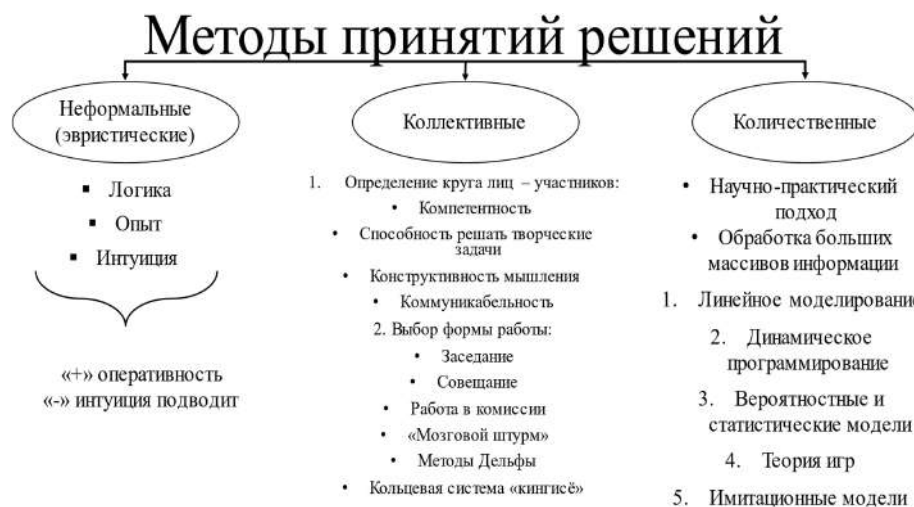 Методы принятий решений
Неформальные
(эвристические)
▪ Логика
▪ Опыт
▪ Интуиция
«+» оперативность
«-» интуиция подводит
Коллективные
1. Определение круга лиц – участников:
• Компетентность
• Способность решать творческие
задачи
• Конструктивность мышления
• Коммуникабельность
2. Выбор формы работы:
• Заседание
• Совещание
• Работа в комиссии
• «Мозговой штурм»
• Методы Дельфы
• Кольцевая система «кингисё»
Количественные
• Научно-практический
подход
• Обработка больших
массивов информации
1. Линейное моделирование
2. Динамическое
программирование
3. Вероятностные и
статистические модели
4. Теория игр
5. Имитационные модели